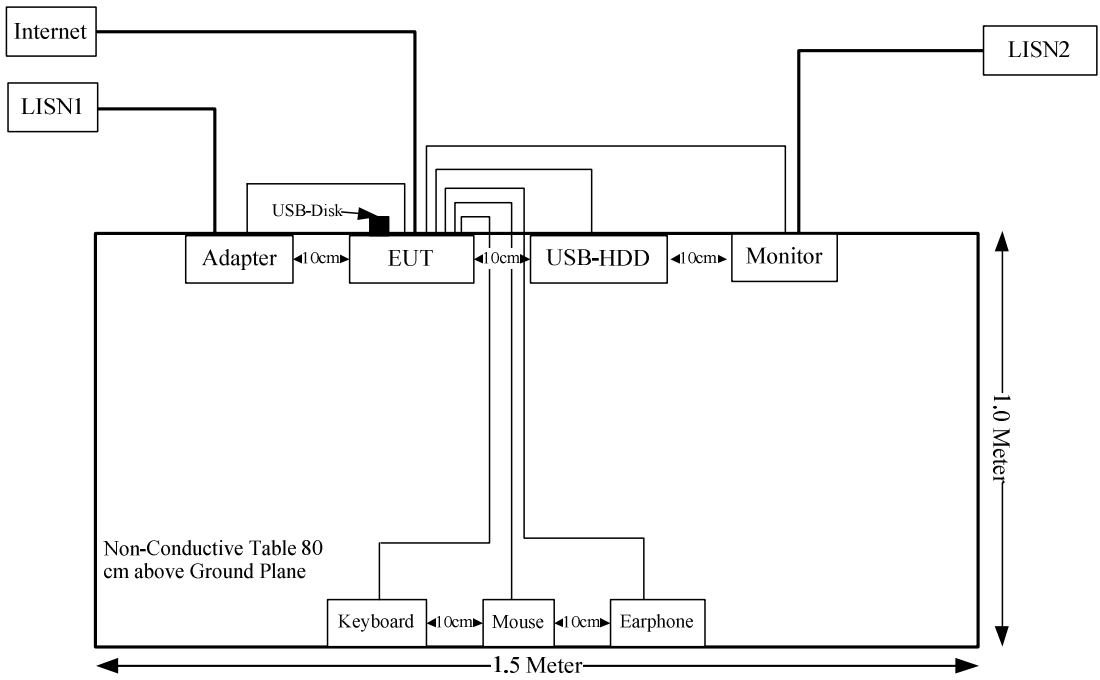 Internet
LISN2
LISN1
USB-Disk
Adapter
10cm
EUT
10cm
USB-HDD
10cm
Monitor
1.0 Meter
Non-Conductive Table 80
cm above Ground Plane
Keyboard
10cm
Mouse
10cm
Earphone
1.5 Meter